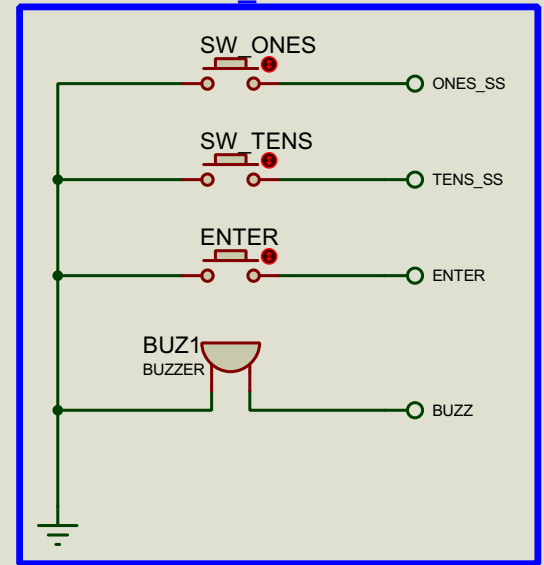 SW_ONES
ONES_SS
SW_TENS
TENS_SS
ENTER
ENTER
BUZ1
BUZZER
BUZZ